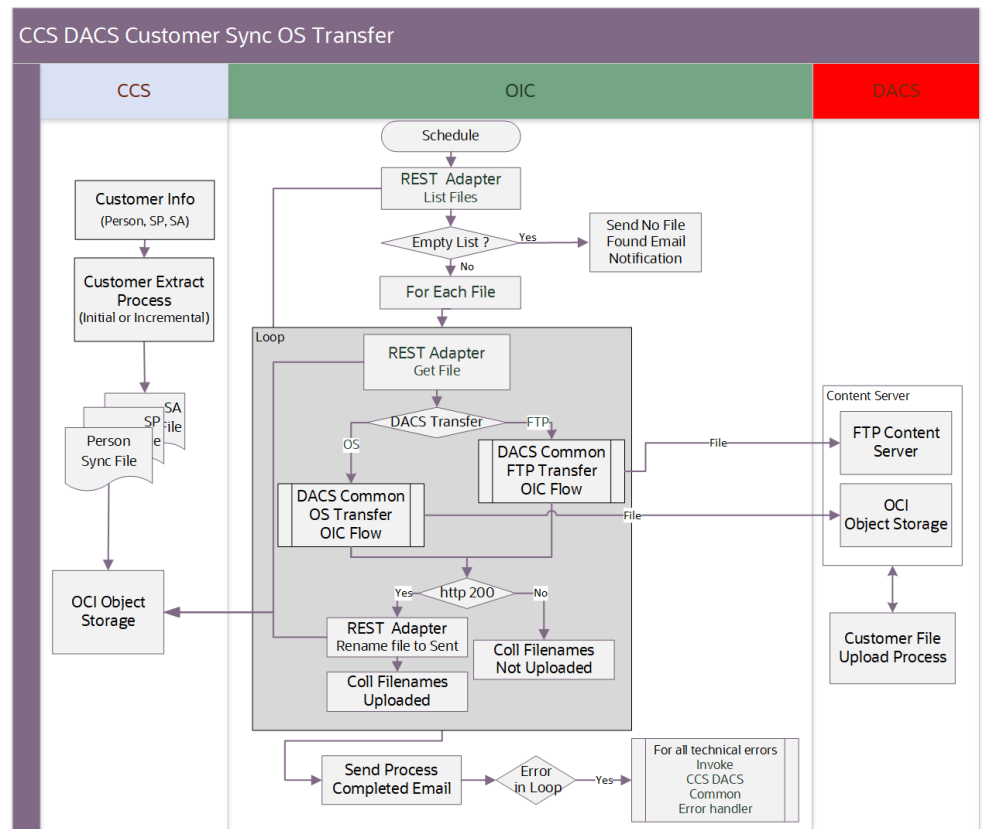 CCS DACS Customer Sync OS Transfer
CCS
OIC
DACS
Customer Info
(Person, SP, SA)
Customer Extract
Process
(Initial or Incremental)
SA
File
SP
e
Person
Sync File
OCI Object
Storage
Schedule
REST Adapter
List Files
Empty List ?
Yes
Send No File
Found Email
Notification
No
For Each File
Loop
REST Adapter
Get File
DACS Transfer
OS
FTP
DACS Common
FTP Transfer
OIC Flow
DACS Common
OS Transfer
OIC Flow
File
File
http 200
Yes
No
REST Adapter
Rename file to Sent
Coll Filenames
Not Uploaded
Coll Filenames
Uploaded
Send Process
Completed Email
Error
in Loop
Yes
For all technical errors
Invoke
CCS DACS
Common
Error handler
Content Server
FTP Content
Server
OCI
Object Storage
Customer File
Upload Process